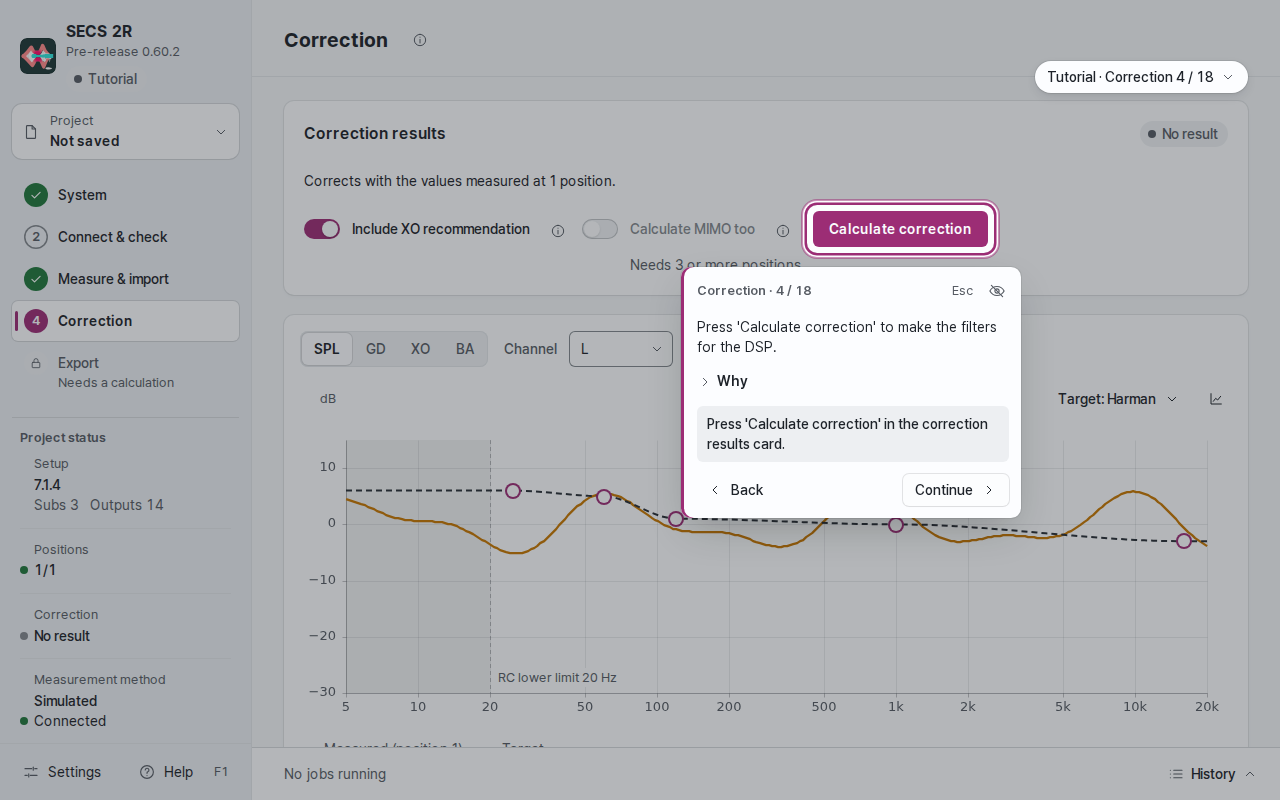 SECS 2R
Pre-release 0.60.2
Tutorial
Project
Not saved
System
2 Connect & check
Measure & import
4 Correction
Export
Needs a calculation
Project status
Setup
7.1.4
Subs 3 Outputs 14
Positions
1/1
Correction
No result
Measurement method
Simulated
Connected
Settings
Help F1
Correction
Tutorial · Correction 4 / 18
Correction results
No result
Corrects with the values measured at 1 position.
Include XO recommendation
Calculate MIMO too
Calculate correction
Needs 3 or more positions
Correction · 4 / 18
Esc
Press 'Calculate correction' to make the filters
for the DSP.
Why
Press 'Calculate correction' in the correction
results card.
Back
Continue
SPL GD XO BA Channel L
dB
Target: Harman
10
0
−10
−20
−30
RC lower limit 20 Hz
5 10 20 50 100 200 500 1k 2k 5k 10k 20k
Measured (position 1) Target
No jobs running
History